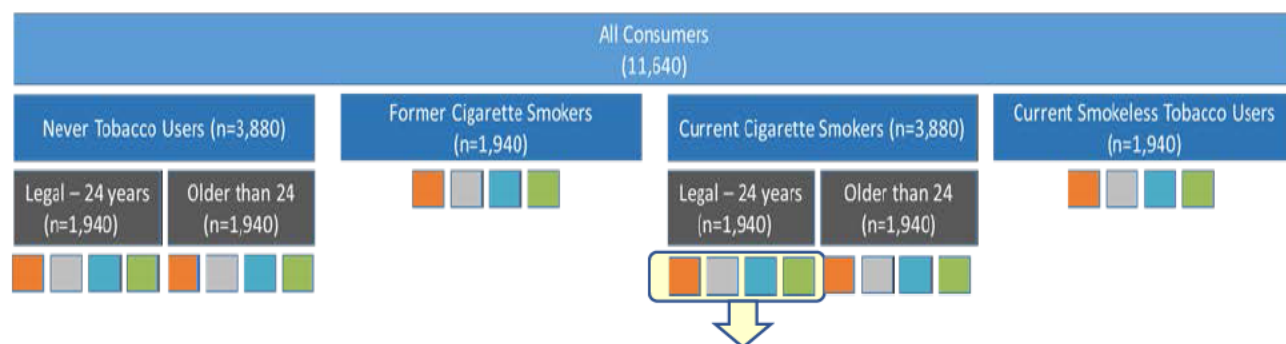 All Consumers
(11,640)
Never Tobacco Users (n=3,880)
Former Cigarette Smokers
(n=1,940)
Current Cigarette Smokers (n=3,880)
Current Smokeless Tobacco Users
(n=1,940)
Legal – 24 years
(n=1,940)
Older than 24
(n=1,940)
Legal – 24 years
(n=1,940)
Older than 24
(n=1,940)